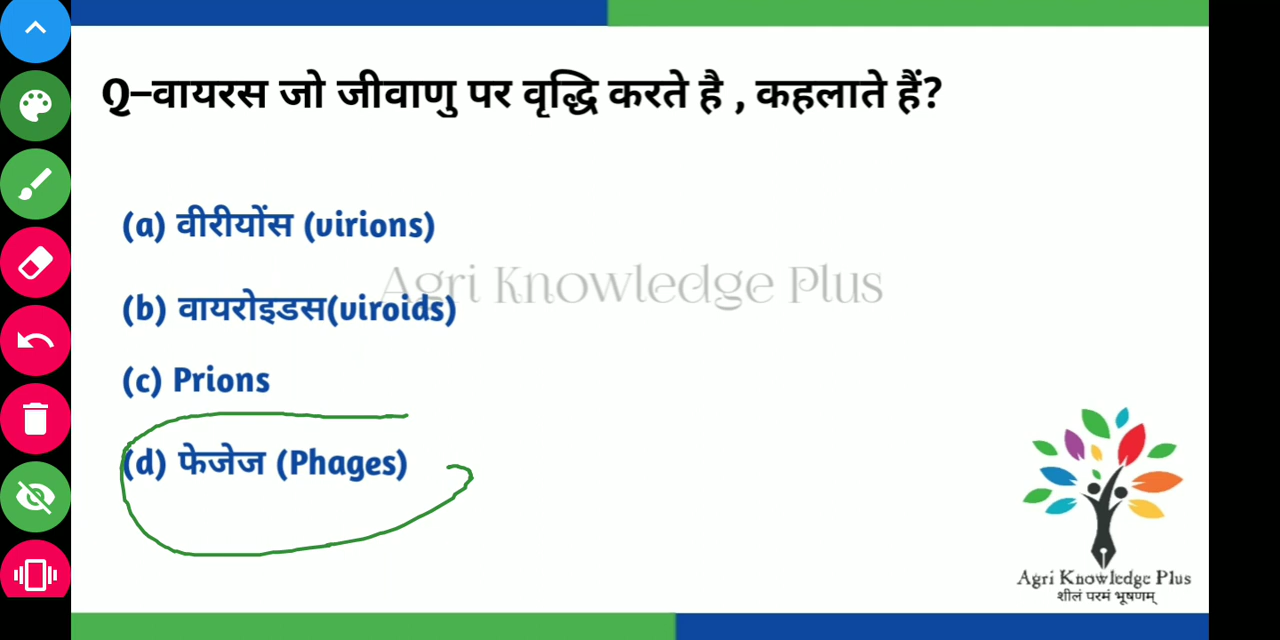 Q–वायरस जो जीवाणु पर वृद्धि करते है , कहलाते हैं?
(a) वीरीयोंस (virions)
Agri Knowledge Plus
(b) वायरोइडस(viroids)
(c) Prions
(d) फेजेज (Phages)
Agri Knowledge Plus
शीलं परमं भूषणम्